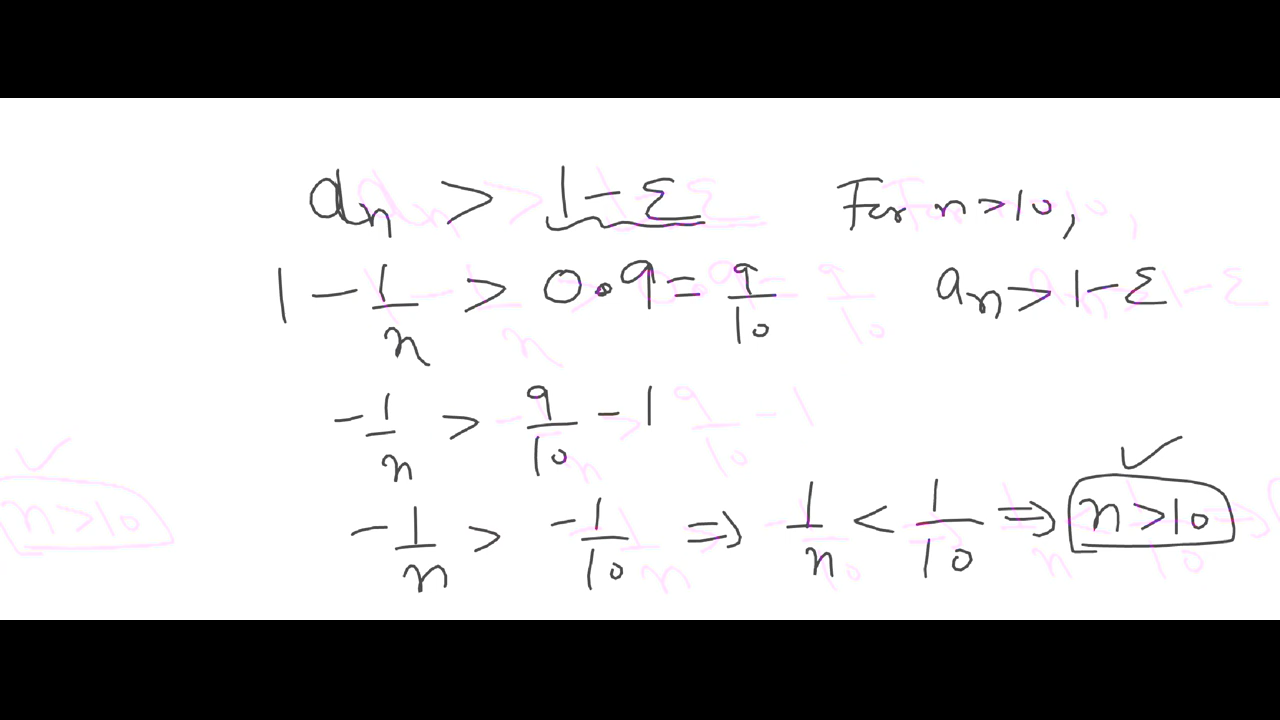 aₙ > 1 - Σ For n > 10,
1 - 1/n > 0.9 = 9/10 aₙ > 1 - Σ
-1/n > 9/10 - 1
-1/n > -1/10 ⇒ 1/n < 1/10 ⇒ n > 10 ✓